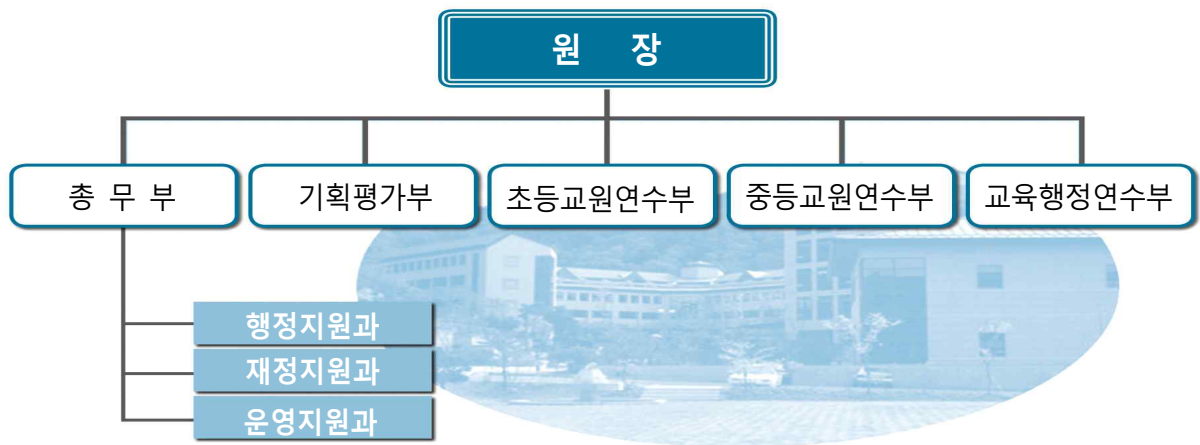 원 장
총 무 부
기획평가부
초등교원연수부
중등교원연수부
교육행정연수부
행정지원과
재정지원과
운영지원과